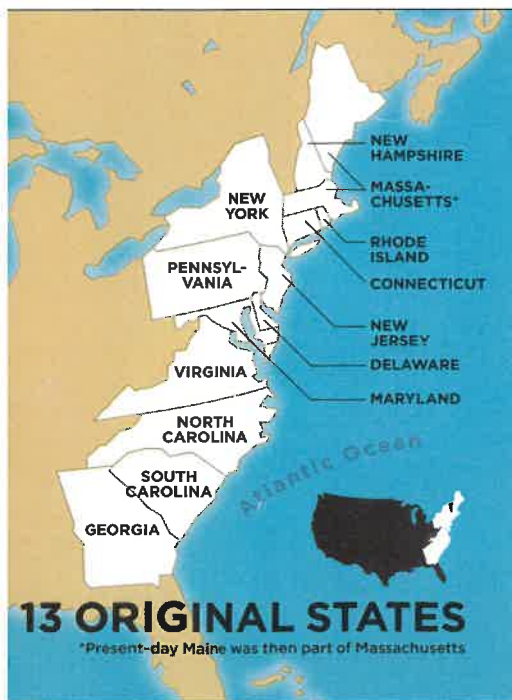 NEW
HAMPSHIRE
MASSA-
CHUSETTS*
NEW
YORK
RHODE
ISLAND
PENNSYL-
VANIA
CONNECTICUT
NEW
JERSEY
DELAWARE
VIRGINIA
MARYLAND
NORTH
CAROLINA
Atlantic Ocean
SOUTH
CAROLINA
GEORGIA
13 ORIGINAL STATES
*Present-day Maine was then part of Massachusetts